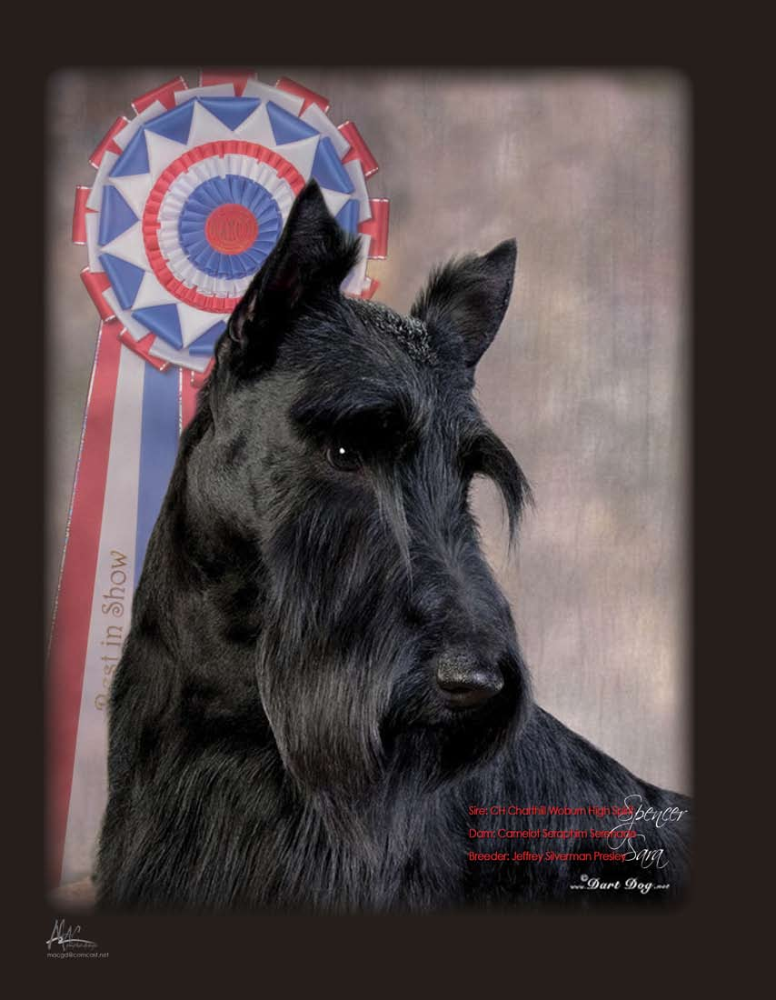 Best in Show
Sire: CH Charthill Woburn High Spirit Spencer
Dam: Camelot Seraphim Serenade
Breeder: Jeffrey Silverman Presley Sara
©
www.Dart Dog.net
MAC
macgd@comcast.net